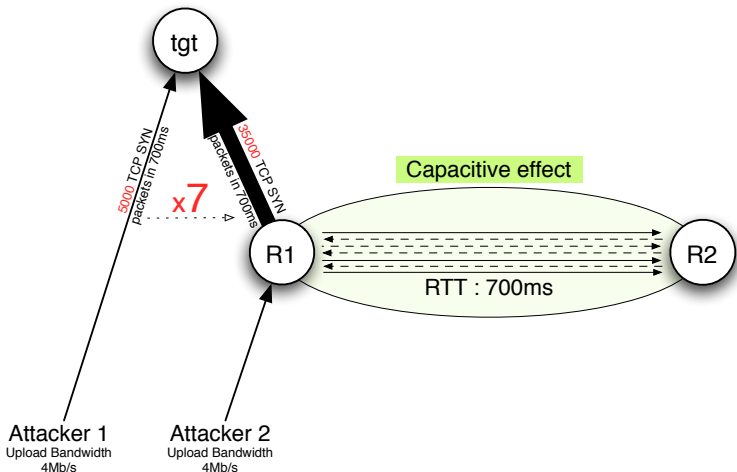 tgt
5000 TCP SYN
packets in 700ms
35000 TCP SYN
packets in 700ms
x7
Capacitive effect
R1
R2
RTT : 700ms
Attacker 1
Upload Bandwidth
4Mb/s
Attacker 2
Upload Bandwidth
4Mb/s